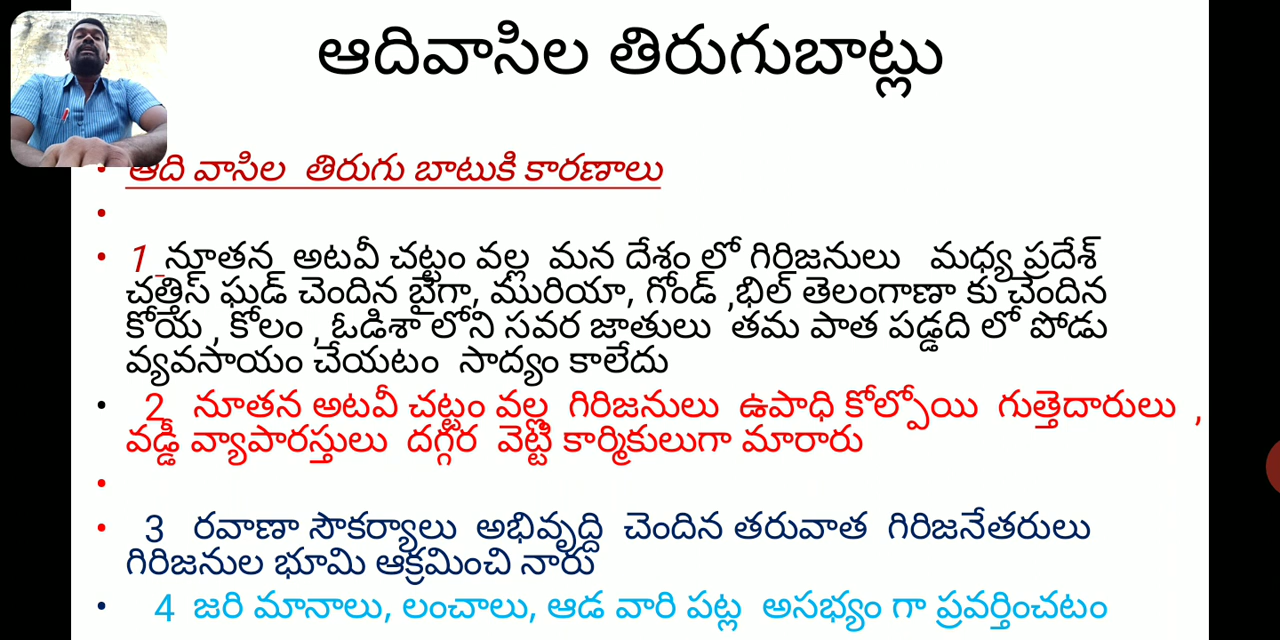 ఆదివాసిల తిరుగుబాట్లు
ఆది వాసిల తిరుగు బాటుకి కారణాలు
1 నూతన అటవీ చట్టం వల్ల మన దేశం లో గిరిజనులు మధ్య ప్రదేశ్
చత్తిస్ ఘడ్ చెందిన బైగా, మురియా, గోండ్ ,భిల్ తెలంగాణా కు చెందిన
కోయ , కోలం , ఓడిశా లోని సవర జాతులు తమ పాత పడ్డది లో పోడు
వ్యవసాయం చేయటం సాద్యం కాలేదు
2 నూతన అటవీ చట్టం వల్ల గిరిజనులు ఉపాధి కోల్పోయి గుత్తెదారులు ,
వడ్డీ వ్యాపారస్తులు దగ్గర వెట్టి కార్మికులుగా మారారు
3 రవాణా సౌకర్యాలు అభివృద్ది చెందిన తరువాత గిరిజనేతరులు
గిరిజనుల భూమి ఆక్రమించి నారు
4 జరి మానాలు, లంచాలు, ఆడ వారి పట్ల అసభ్యం గా ప్రవర్తించటం